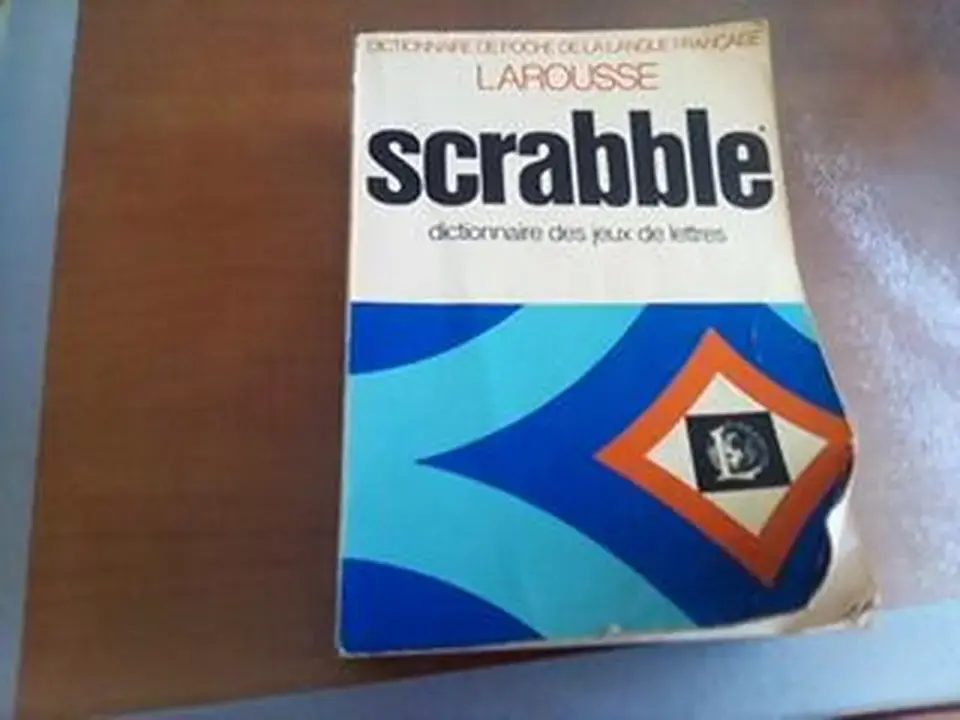 DICTIONNAIRE DE POCHE DE LA LANGUE FRANÇAISE
LAROUSSE
scrabble
dictionnaire des jeux de lettres